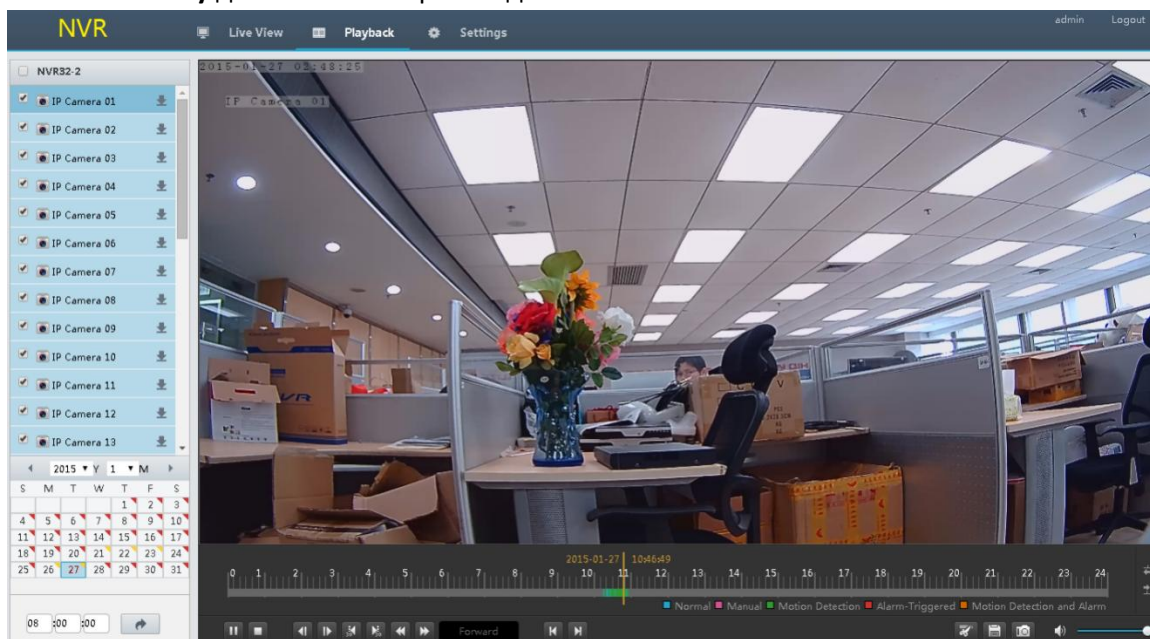 NVR
Live View
Playback
Settings
admin
Logout
NVR32-2
IP Camera 01
IP Camera 02
IP Camera 03
IP Camera 04
IP Camera 05
IP Camera 06
IP Camera 07
IP Camera 08
IP Camera 09
IP Camera 10
IP Camera 11
IP Camera 12
IP Camera 13
2015 Y 1 M
S M T W T F S
1 2 3
4 5 6 7 8 9 10
11 12 13 14 15 16 17
18 19 20 21 22 23 24
25 26 27 28 29 30 31
08 :00 :00
2015-01-27 03:48:25
IP Camera 01
NVR
2015-01-27 10:46:49
0 1 2 3 4 5 6 7 8 9 10 11 12 13 14 15 16 17 18 19 20 21 22 23 24
Normal Manual Motion Detection Alarm-Triggered Motion Detection and Alarm
Forward